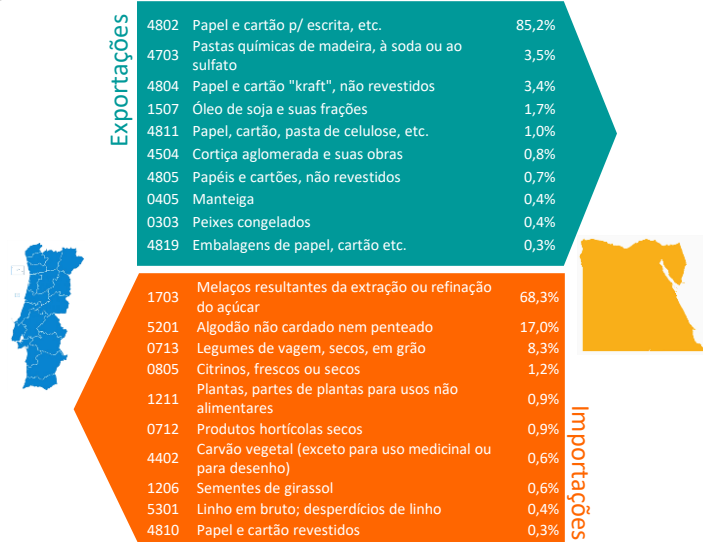 Exportações
4802 Papel e cartão p/ escrita, etc. 85,2%
4703 Pastas químicas de madeira, à soda ou ao
sulfato 3,5%
4804 Papel e cartão "kraft", não revestidos 3,4%
1507 Óleo de soja e suas frações 1,7%
4811 Papel, cartão, pasta de celulose, etc. 1,0%
4504 Cortiça aglomerada e suas obras 0,8%
4805 Papéis e cartões, não revestidos 0,7%
0405 Manteiga 0,4%
0303 Peixes congelados 0,4%
4819 Embalagens de papel, cartão etc. 0,3%
1703 Melaços resultantes da extração ou refinação
do açúcar 68,3%
5201 Algodão não cardado nem penteado 17,0%
0713 Legumes de vagem, secos, em grão 8,3%
0805 Citrinos, frescos ou secos 1,2%
1211 Plantas, partes de plantas para usos não
alimentares 0,9%
0712 Produtos hortícolas secos 0,9%
4402 Carvão vegetal (exceto para uso medicinal ou
para desenho) 0,6%
1206 Sementes de girassol 0,6%
5301 Linho em bruto; desperdícios de linho 0,4%
4810 Papel e cartão revestidos 0,3%
Importações